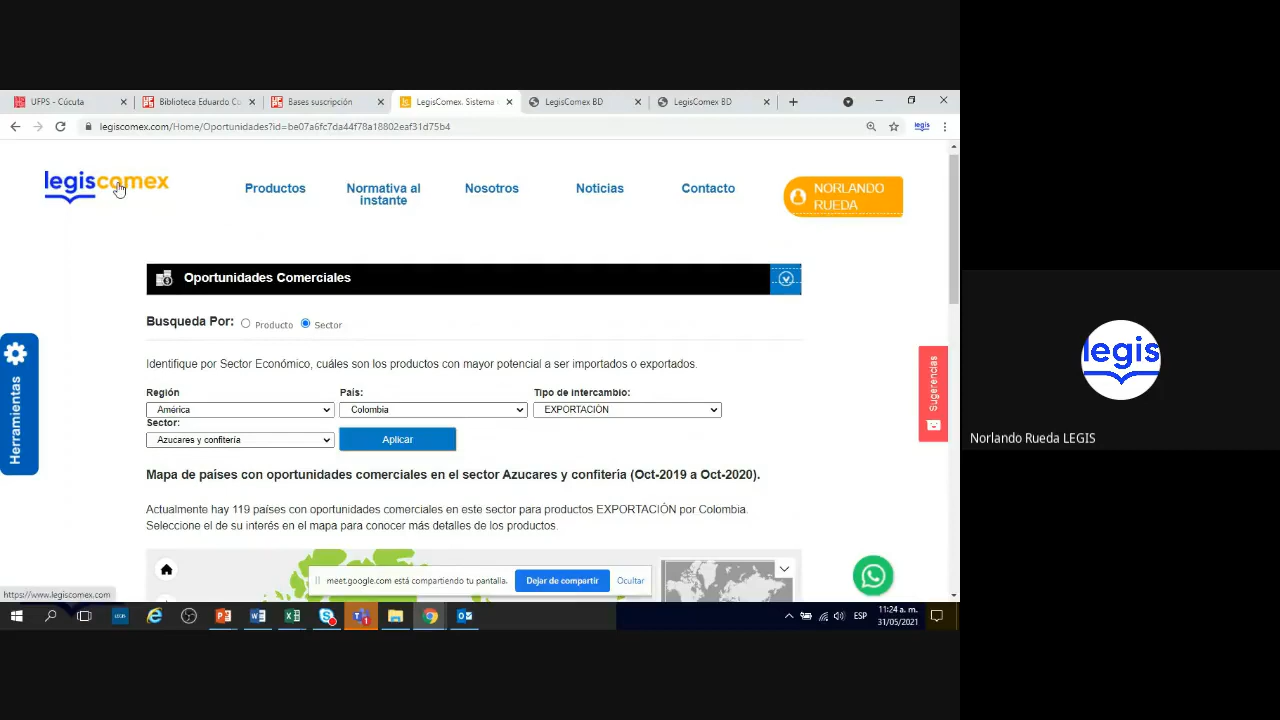 UFPS - Cúcuta
Biblioteca Eduardo Co
Bases suscripción
LegisComex. Sistema
LegisComex BD
LegisComex BD
legiscomex.com/Home/Oportunidades?id=be07a6fc7da44f78a18802eaf31d75b4
legis
legiscomex
Productos
Normativa al
instante
Nosotros
Noticias
Contacto
NORLANDO
RUEDA
Oportunidades Comerciales
Busqueda Por:
Producto
Sector
Identifique por Sector Económico, cuáles son los productos con mayor potencial a ser importados o exportados.
Región
País:
Tipo de intercambio:
América
Colombia
EXPORTACIÓN
Sector:
Azucares y confitería
Aplicar
Mapa de países con oportunidades comerciales en el sector Azucares y confitería (Oct-2019 a Oct-2020).
Actualmente hay 119 países con oportunidades comerciales en este sector para productos EXPORTACIÓN por Colombia.
Seleccione el de su interés en el mapa para conocer más detalles de los productos.
Herramientas
Sugerencias
meet.google.com está compartiendo tu pantalla.
Dejar de compartir
Ocultar
https://www.legiscomex.com
ESP
11:24 a. m.
31/05/2021
legis
Norlando Rueda LEGIS